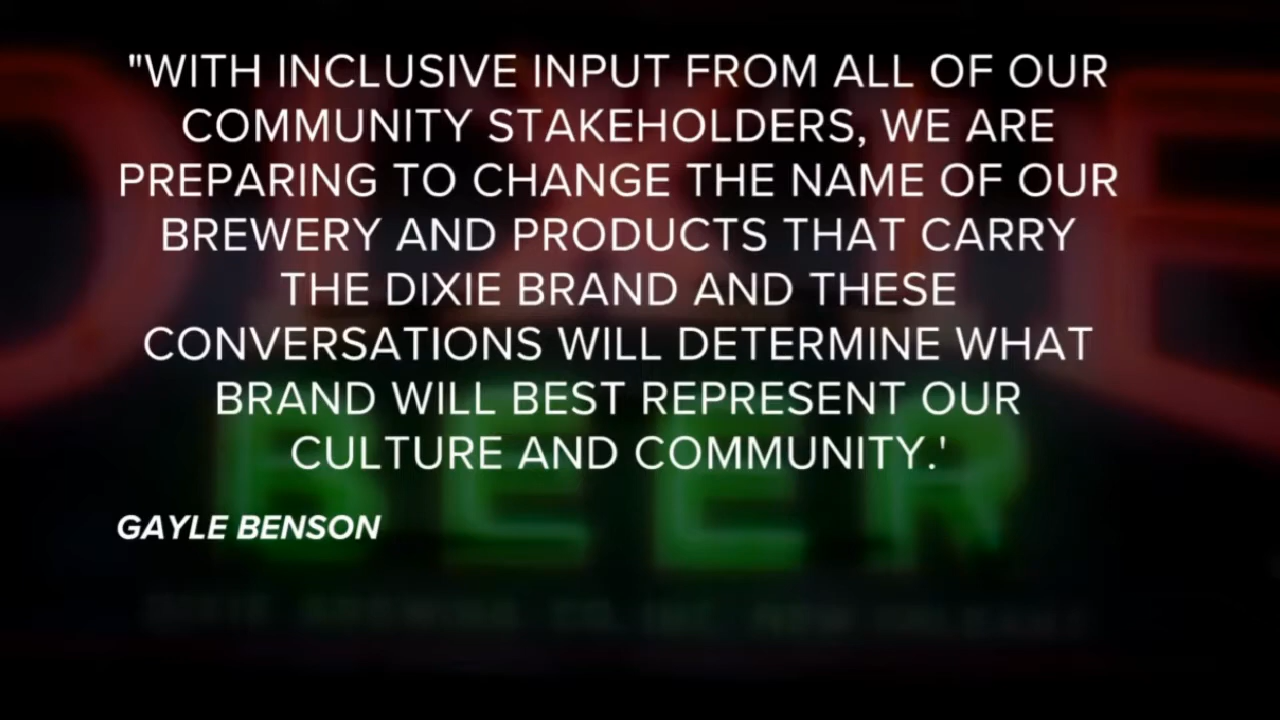 "WITH INCLUSIVE INPUT FROM ALL OF OUR
COMMUNITY STAKEHOLDERS, WE ARE
PREPARING TO CHANGE THE NAME OF OUR
BREWERY AND PRODUCTS THAT CARRY
THE DIXIE BRAND AND THESE
CONVERSATIONS WILL DETERMINE WHAT
BRAND WILL BEST REPRESENT OUR
CULTURE AND COMMUNITY.'
GAYLE BENSON
DIXIE
BEER